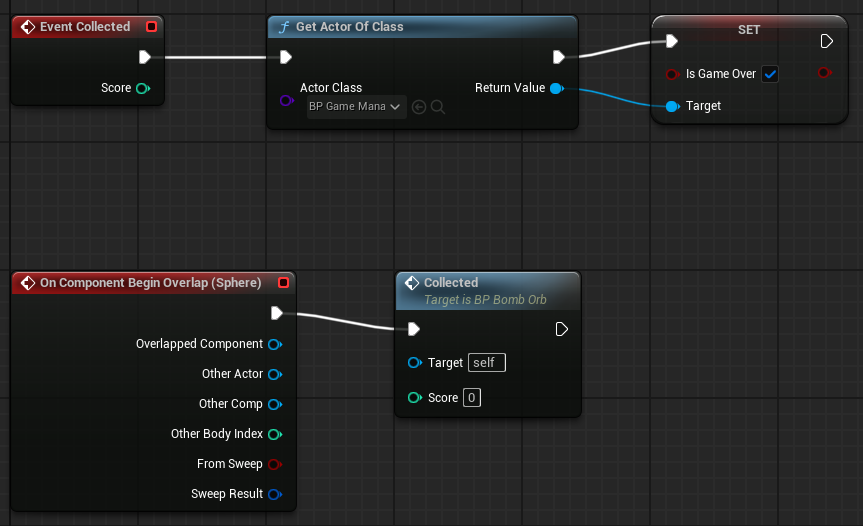 Event Collected
Score
f Get Actor Of Class
Actor Class
BP Game Mana
Return Value
SET
Is Game Over
Target
On Component Begin Overlap (Sphere)
Overlapped Component
Other Actor
Other Comp
Other Body Index
From Sweep
Sweep Result
Collected
Target is BP Bomb Orb
Target self
Score 0